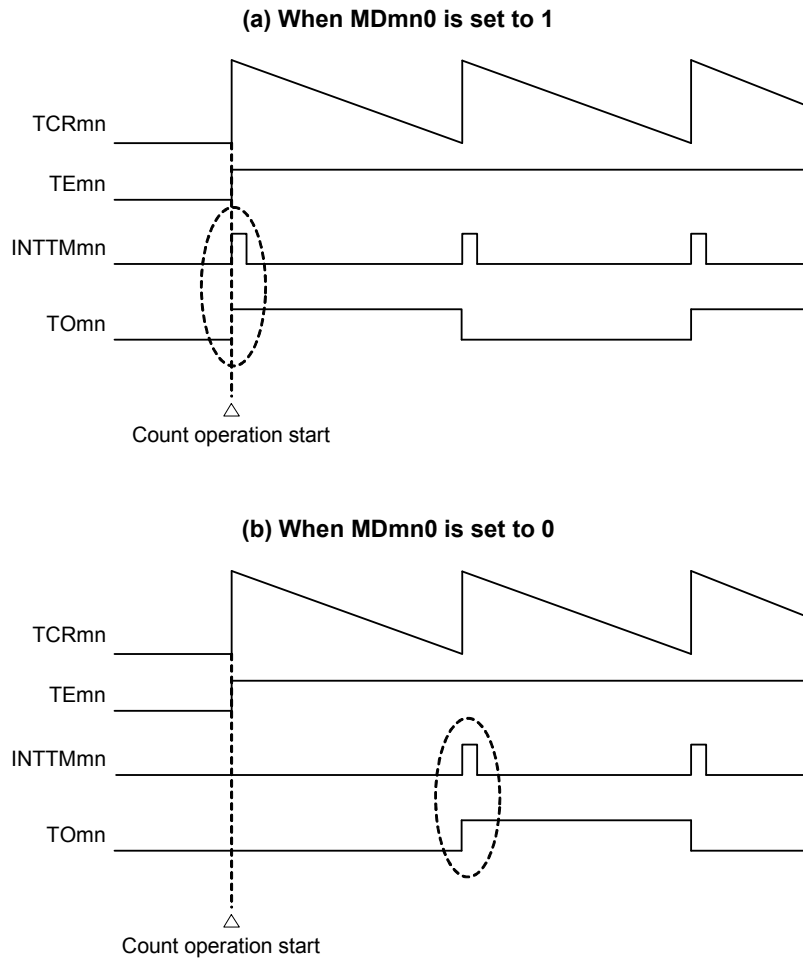 (a) When MDmn0 is set to 1
TCRmn
TEmn
INTTMmn
TOmn
Count operation start
(b) When MDmn0 is set to 0
TCRmn
TEmn
INTTMmn
TOmn
Count operation start